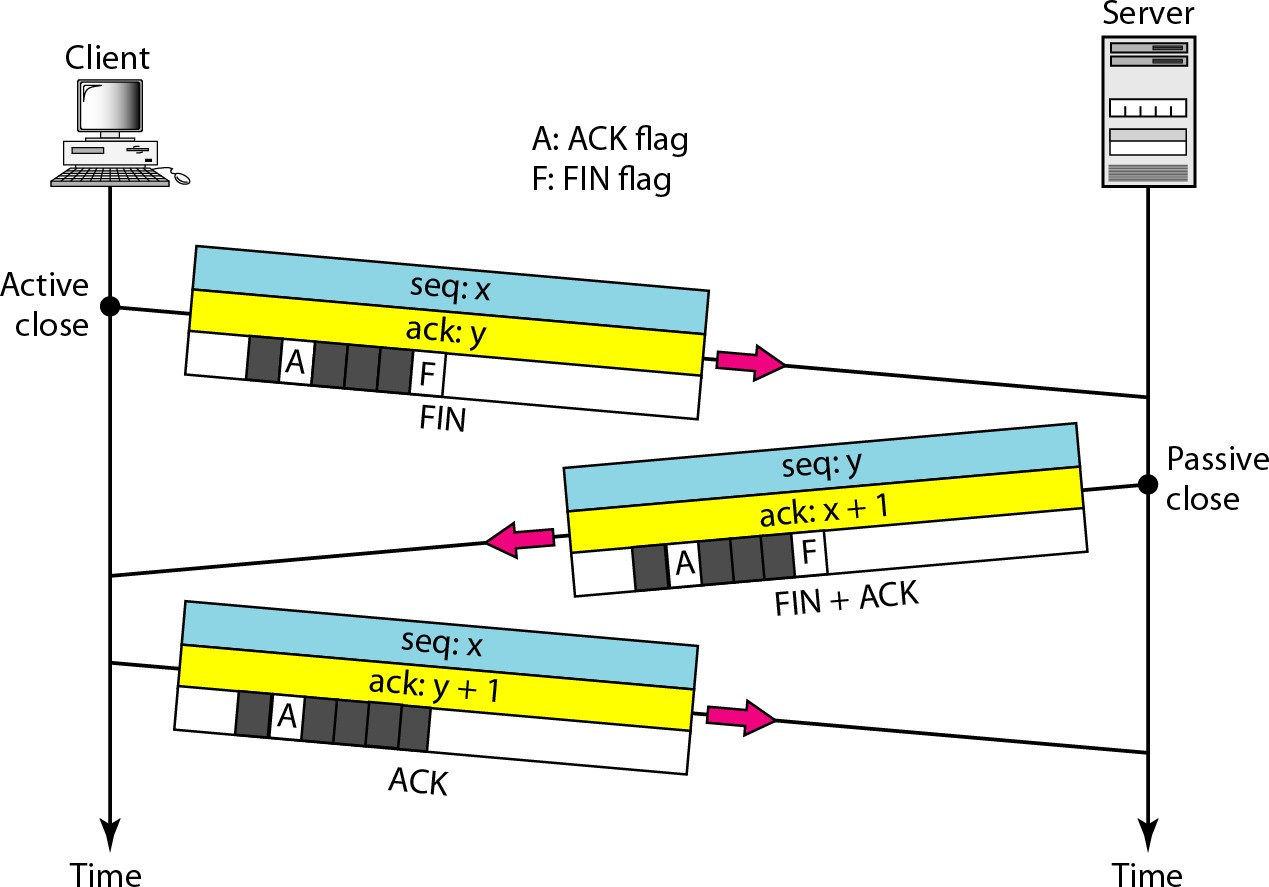 Server
Client
A: ACK flag
F: FIN flag
Active
close
seq: x
ack: y
A
F
FIN
Passive
close
seq: y
ack: x + 1
A
F
FIN + ACK
seq: x
ack: y + 1
A
ACK
Time
Time